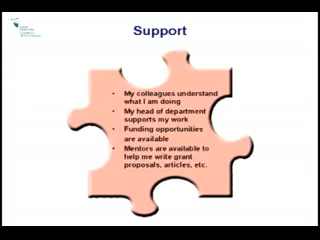 Support
• My colleagues understand
what I am doing
• My head of department
supports my work
• Funding opportunities
are available
• Mentors are available to
help me write grant
proposals, articles, etc.